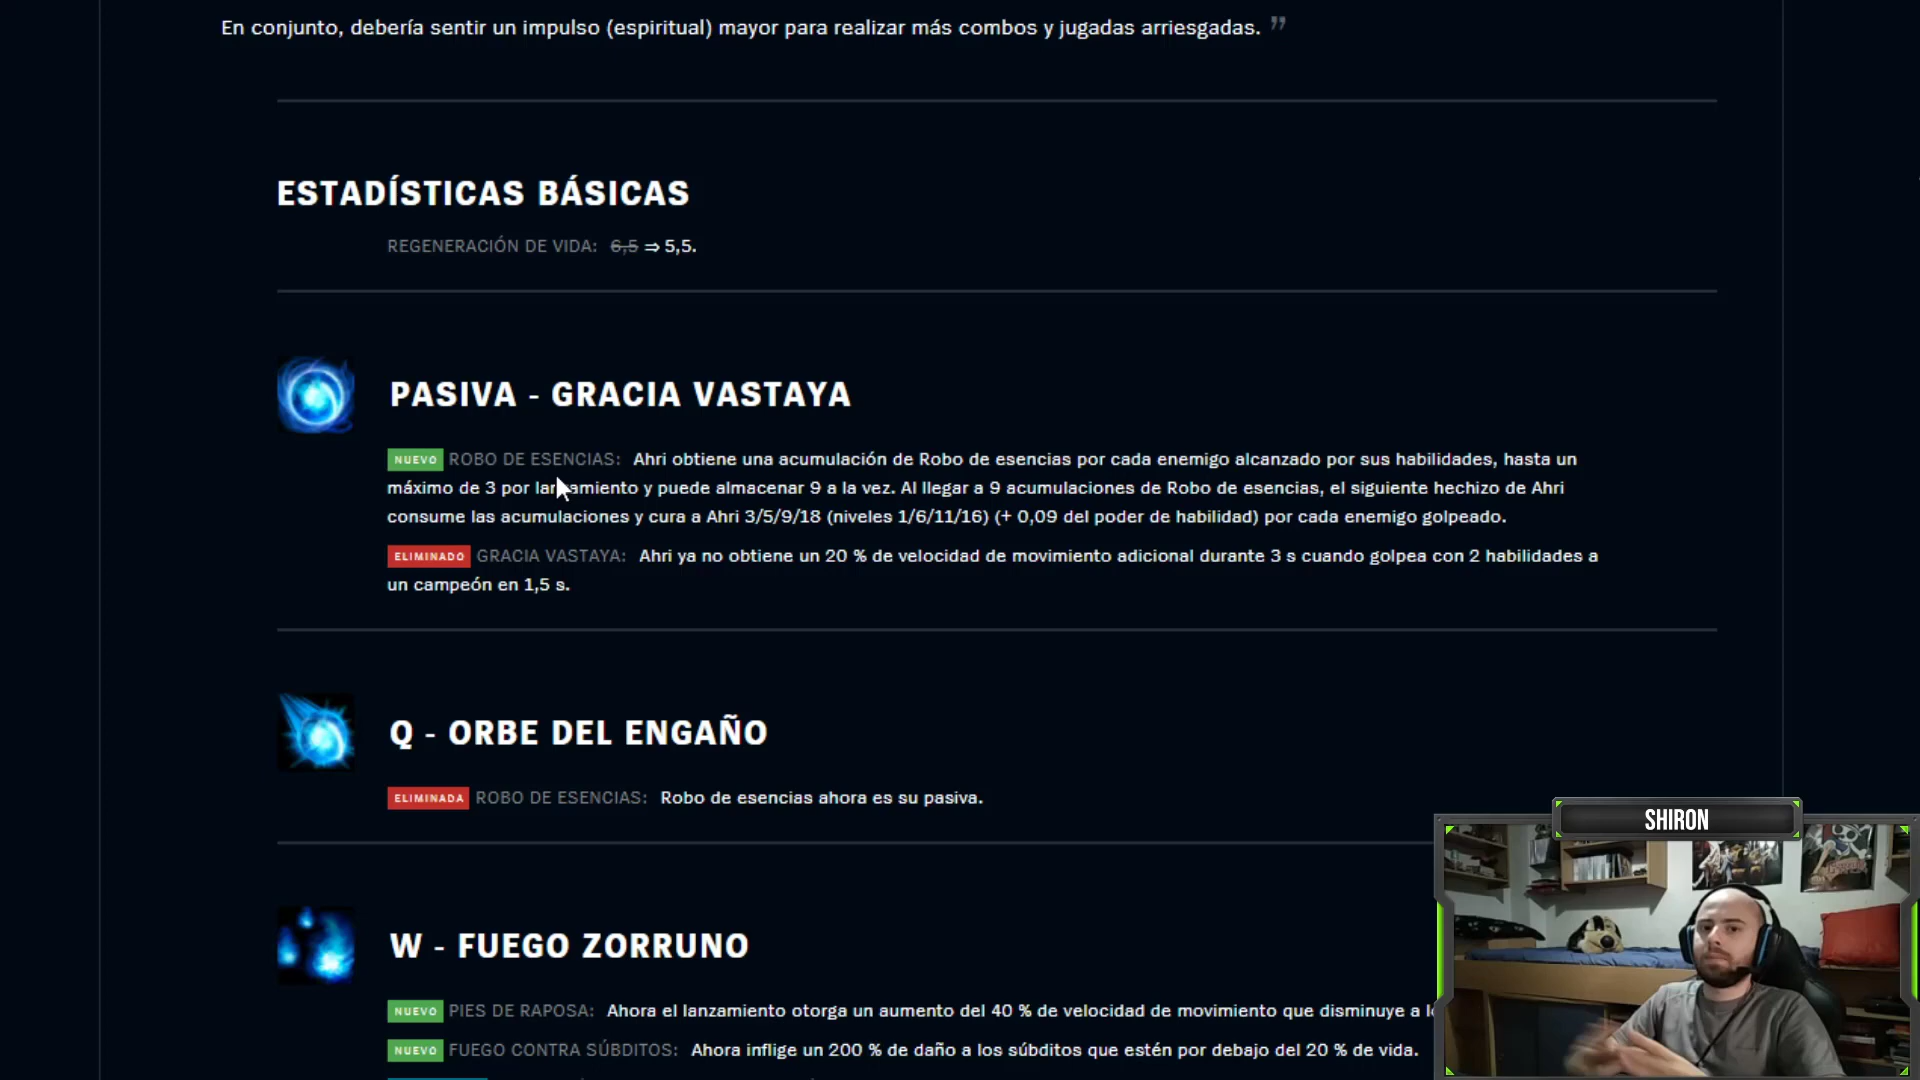 En conjunto, debería sentir un impulso (espiritual) mayor para realizar más combos y jugadas arriesgadas. ”
ESTADÍSTICAS BÁSICAS
REGENERACIÓN DE VIDA: 6,5 ⇒ 5,5.
PASIVA - GRACIA VASTAYA
NUEVO ROBO DE ESENCIAS: Ahri obtiene una acumulación de Robo de esencias por cada enemigo alcanzado por sus habilidades, hasta un
máximo de 3 por lanzamiento y puede almacenar 9 a la vez. Al llegar a 9 acumulaciones de Robo de esencias, el siguiente hechizo de Ahri
consume las acumulaciones y cura a Ahri 3/5/9/18 (niveles 1/6/11/16) (+ 0,09 del poder de habilidad) por cada enemigo golpeado.
ELIMINADO GRACIA VASTAYA: Ahri ya no obtiene un 20 % de velocidad de movimiento adicional durante 3 s cuando golpea con 2 habilidades a
un campeón en 1,5 s.
Q - ORBE DEL ENGAÑO
ELIMINADA ROBO DE ESENCIAS: Robo de esencias ahora es su pasiva.
W - FUEGO ZORRUNO
NUEVO PIES DE RAPOSA: Ahora el lanzamiento otorga un aumento del 40 % de velocidad de movimiento que disminuye a
NUEVO FUEGO CONTRA SÚBDITOS: Ahora inflige un 200 % de daño a los súbditos que estén por debajo del 20 % de vida.
SHIRON